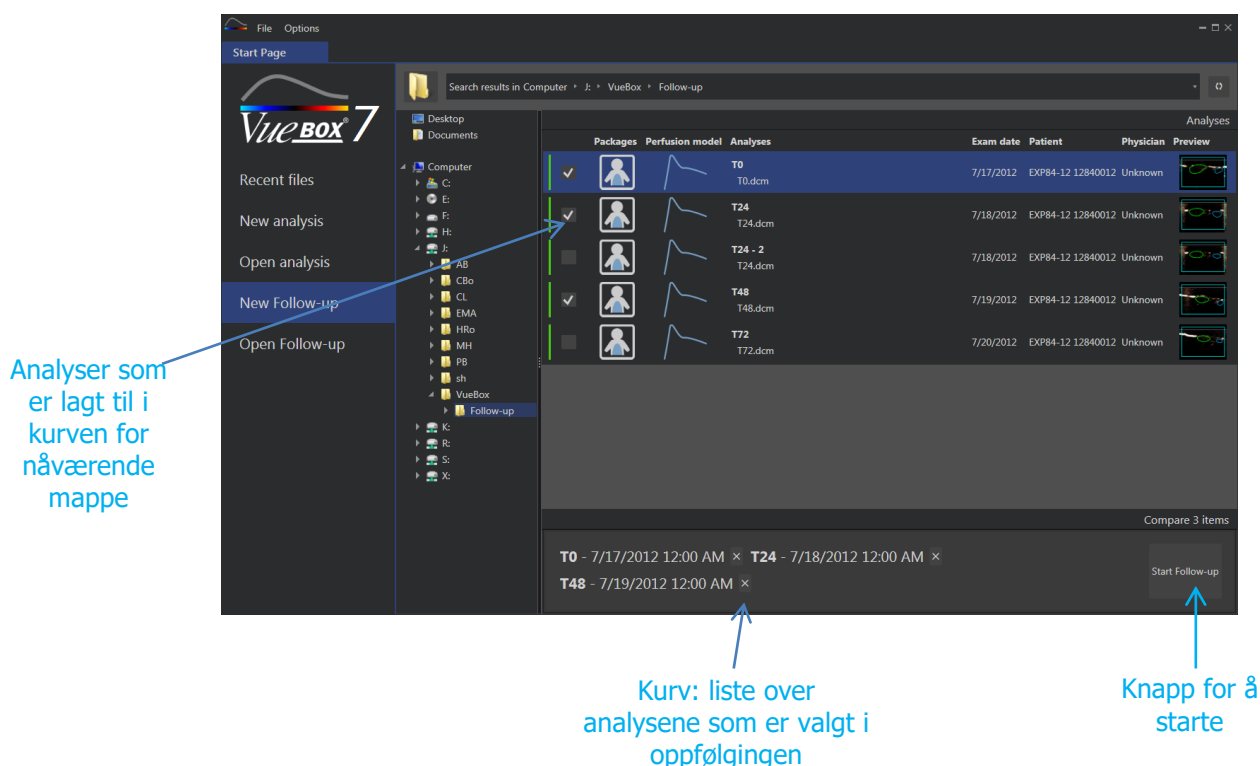 File Options
Start Page
VUEBOX® 7
Recent files
New analysis
Open analysis
New Follow-up
Open Follow-up
Search results in Computer J: VueBox Follow-up
Desktop
Documents
Computer
C:
E:
F:
H:
J:
AB
CBo
CL
EMA
HRo
MH
PB
sh
VueBox
Follow-up
K:
R:
S:
X:
Analyses
Packages Perfusion model Analyses Exam date Patient Physician Preview
T0
T0.dcm
7/17/2012 EXP84-12 12840012 Unknown
T24
T24.dcm
7/18/2012 EXP84-12 12840012 Unknown
T24 - 2
T24.dcm
7/18/2012 EXP84-12 12840012 Unknown
T48
T48.dcm
7/19/2012 EXP84-12 12840012 Unknown
T72
T72.dcm
7/20/2012 EXP84-12 12840012 Unknown
Compare 3 items
T0 - 7/17/2012 12:00 AM × T24 - 7/18/2012 12:00 AM ×
T48 - 7/19/2012 12:00 AM ×
Start Follow-up
Analyser som
er lagt til i
kurven for
nåværende
mappe
Kurv: liste over
analysene som er valgt i
oppfølgingen
Knapp for å
starte